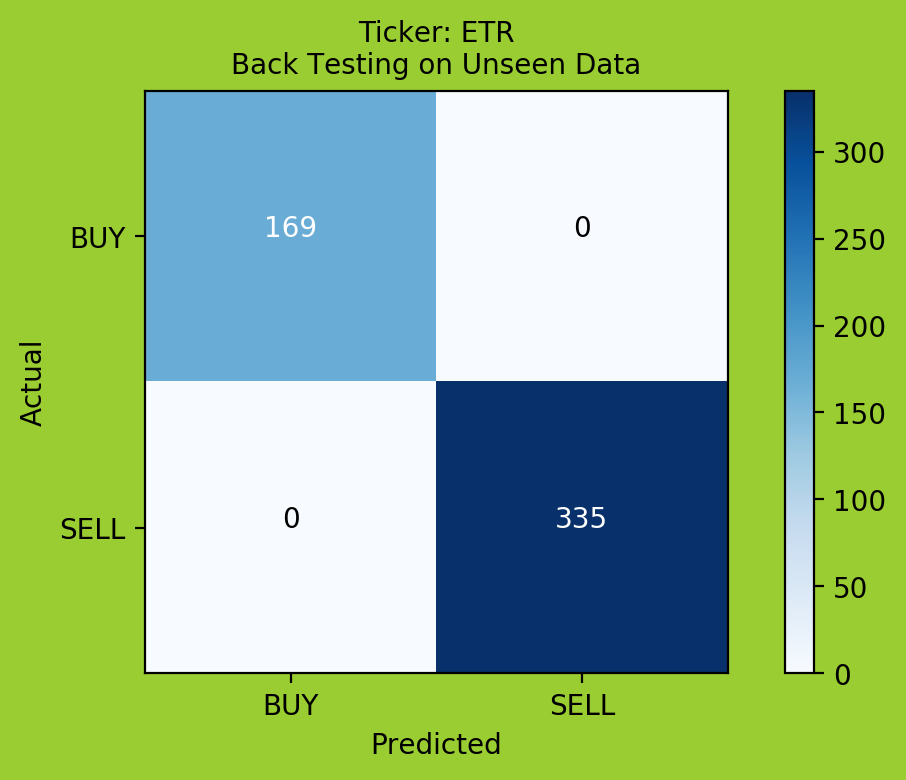 Ticker: ETR
Back Testing on Unseen Data
BUY
169
0
SELL
0
335
BUY
SELL
Predicted
Actual
300
250
200
150
100
50
0